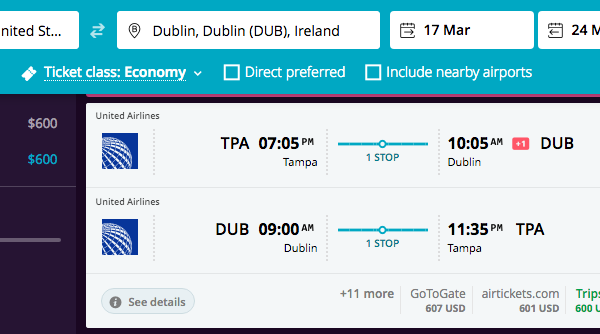 nited St...
Dublin, Dublin (DUB), Ireland
17 Mar
24 M
Ticket class: Economy
Direct preferred
Include nearby airports
$600
$600
United Airlines
TPA 07:05 PM
Tampa
1 STOP
10:05 AM +1 DUB
Dublin
United Airlines
DUB 09:00 AM
Dublin
1 STOP
11:35 PM TPA
Tampa
See details
+11 more
GoToGate
607 USD
airtickets.com
601 USD
Trips
600 U